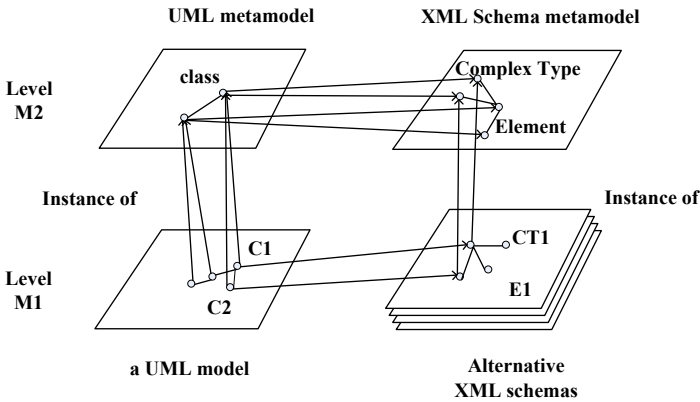 UML metamodel
XML Schema metamodel
Level
M2
class
Complex Type
Element
Instance of
Instance of
Level
M1
C1
C2
CT1
E1
a UML model
Alternative
XML schemas